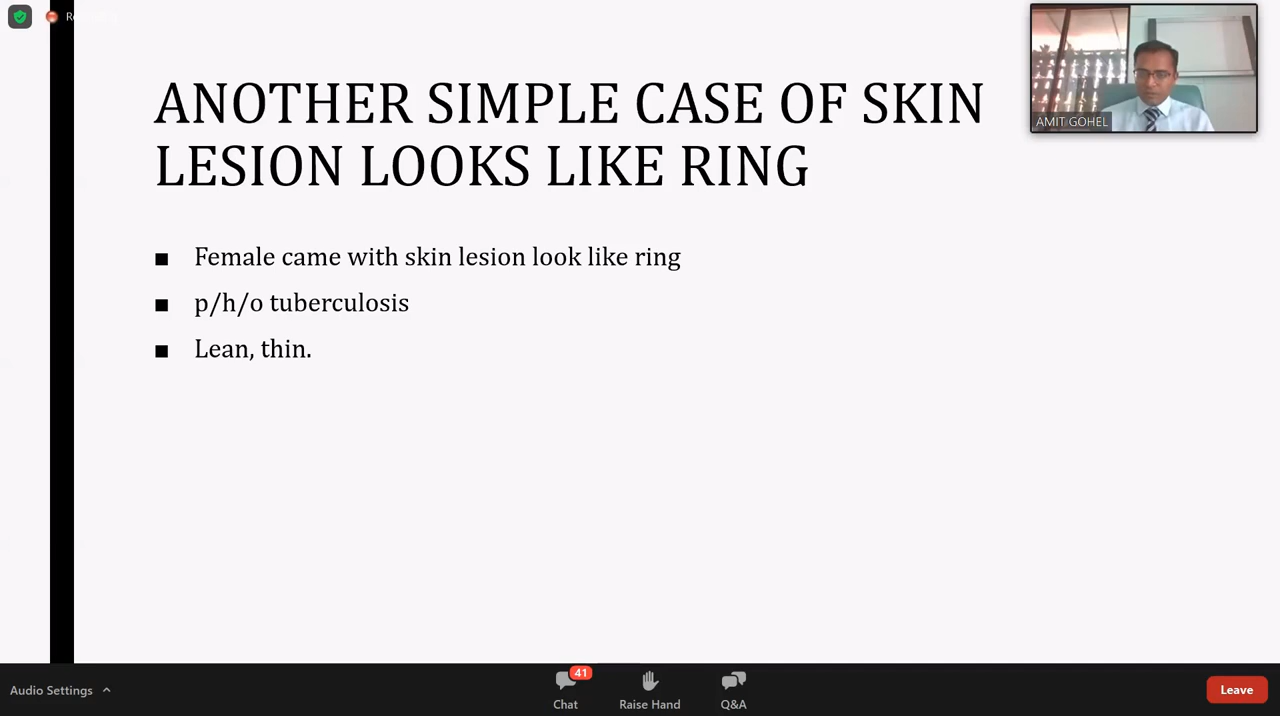 ANOTHER SIMPLE CASE OF SKIN
LESION LOOKS LIKE RING
AMIT GOHEL
■ Female came with skin lesion look like ring
■ p/h/o tuberculosis
■ Lean, thin.
Audio Settings
41
Chat
Raise Hand
Q&A
Leave